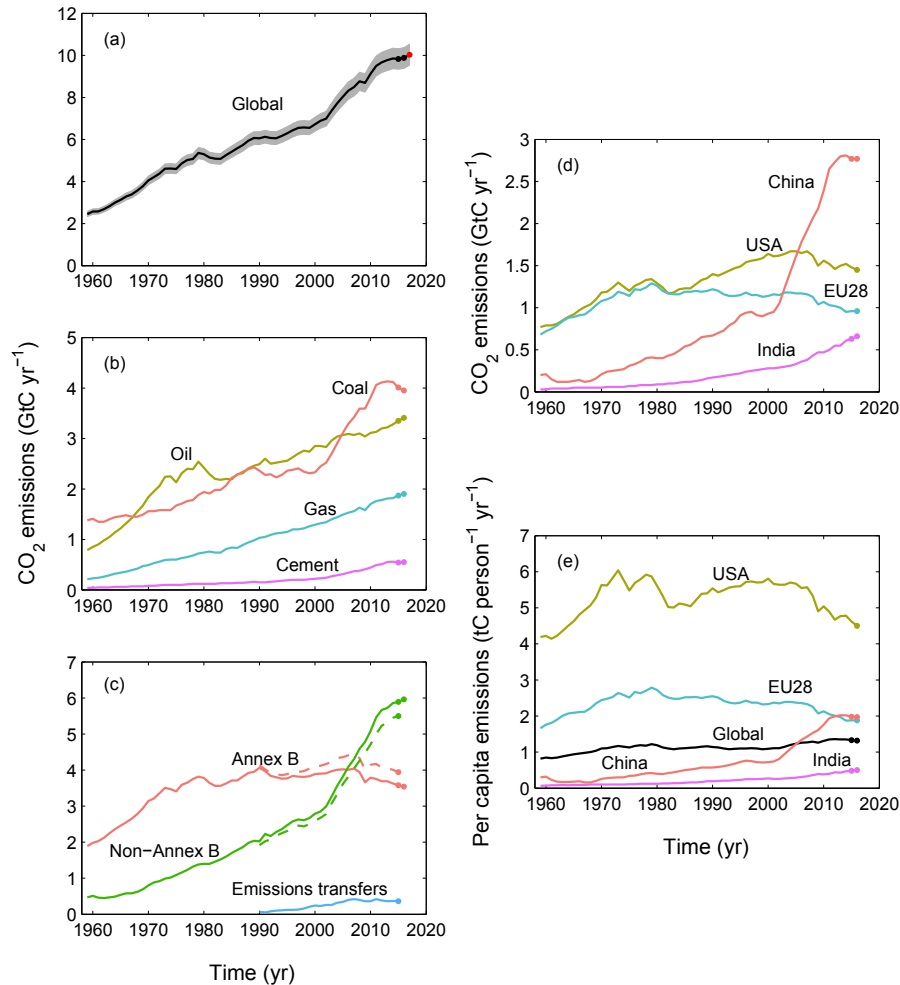 (a)
Global
12
10
8
6
4
2
0
1960 1970 1980 1990 2000 2010 2020
CO₂ emissions (GtC yr⁻¹)
(b)
Coal
Oil
Gas
Cement
5
4
3
2
1
0
1960 1970 1980 1990 2000 2010 2020
(c)
Annex B
Non−Annex B
Emissions transfers
7
6
5
4
3
2
1
0
1960 1970 1980 1990 2000 2010 2020
Time (yr)
CO₂ emissions (GtC yr⁻¹)
(d)
China
USA
EU28
India
3
2.5
2
1.5
1
0.5
0
1960 1970 1980 1990 2000 2010 2020
Per capita emissions (tC person⁻¹ yr⁻¹)
(e)
USA
EU28
Global
China
India
7
6
5
4
3
2
1
0
1960 1970 1980 1990 2000 2010 2020
Time (yr)